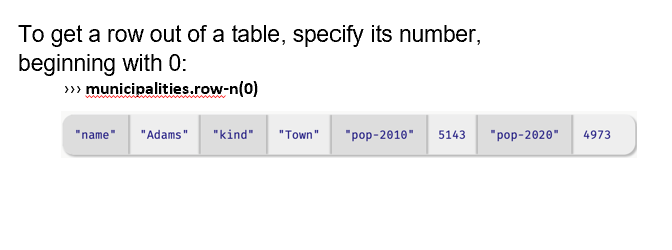 To get a row out of a table, specify its number,
beginning with 0:
››› municipalities.row-n(0)
"name" "Adams" "kind" "Town" "pop-2010" 5143 "pop-2020" 4973